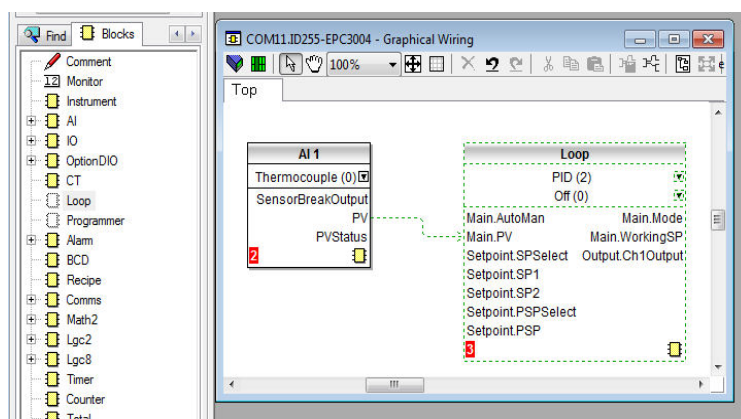 Find Blocks
Comment
12 Monitor
Instrument
AI
IO
OptionDIO
CT
Loop
Programmer
Alarm
BCD
Recipe
Comms
Math2
Lgc2
Lgc8
Timer
Counter
Total
COM11.ID255-EPC3004 - Graphical Wiring
100%
Top
AI 1
Thermocouple (0)
SensorBreakOutput
PV
PVStatus
2
Loop
PID (2)
Off (0)
Main.AutoMan Main.Mode
Main.PV Main.WorkingSP
Setpoint.SPSelect Output.Ch1Output
Setpoint.SP1
Setpoint.SP2
Setpoint.PSPSelect
Setpoint.PSP
3